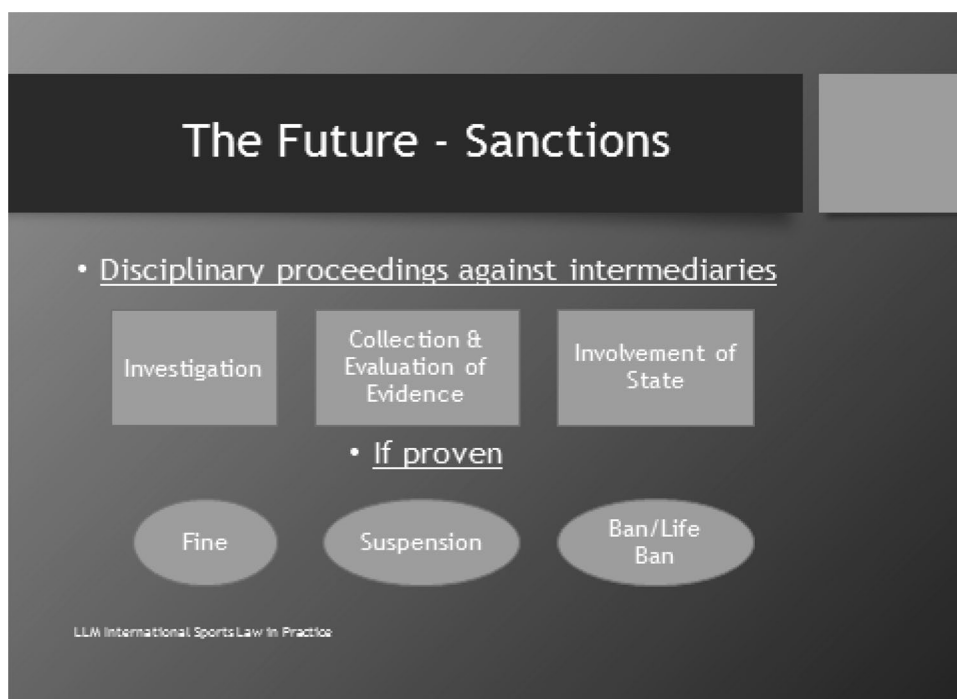 The Future - Sanctions
• Disciplinary proceedings against intermediaries
Investigation
Collection &
Evaluation of
Evidence
Involvement of
State
• If proven
Fine
Suspension
Ban/Life
Ban
LLM International Sports Law in Practice